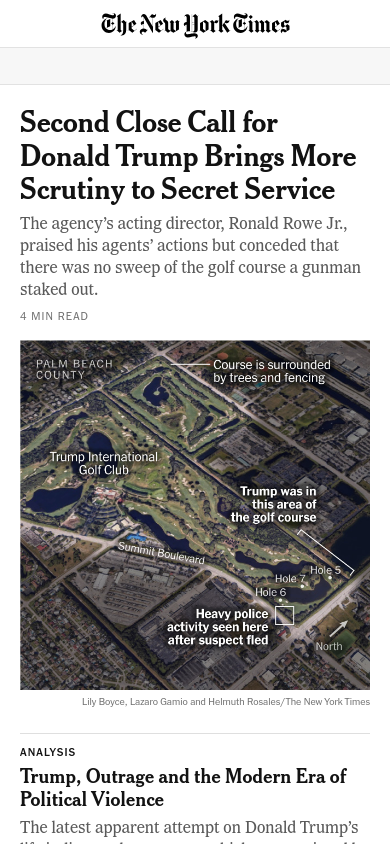 The New York Times
Second Close Call for
Donald Trump Brings More
Scrutiny to Secret Service
The agency's acting director, Ronald Rowe Jr.,
praised his agents' actions but conceded that
there was no sweep of the golf course a gunman
staked out.
4 MIN READ
PALM BEACH
COUNTY
Course is surrounded
by trees and fencing
Trump International
Golf Club
Trump was in
this area of
the golf course
Summit Boulevard
Hole 5
Hole 7
Hole 6
Heavy police
activity seen here
after suspect fled
North
Lily Boyce, Lazaro Gamio and Helmuth Rosales/The New York Times
ANALYSIS
Trump, Outrage and the Modern Era of
Political Violence
The latest apparent attempt on Donald Trump's